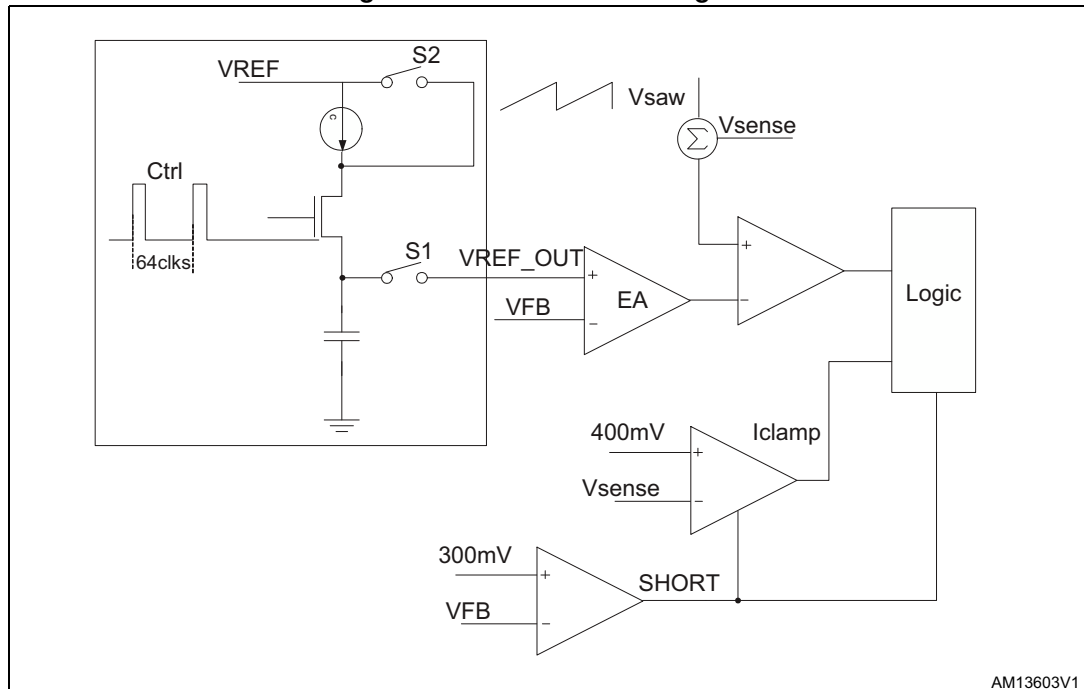 VREF
S2
c
Vsaw
Vsense
Σ
Ctrl
64clks
S1
VREF_OUT
+
EA
VFB
-
+
-
Logic
400mV
+
Iclamp
Vsense
-
300mV
+
SHORT
VFB
-
AM13603V1